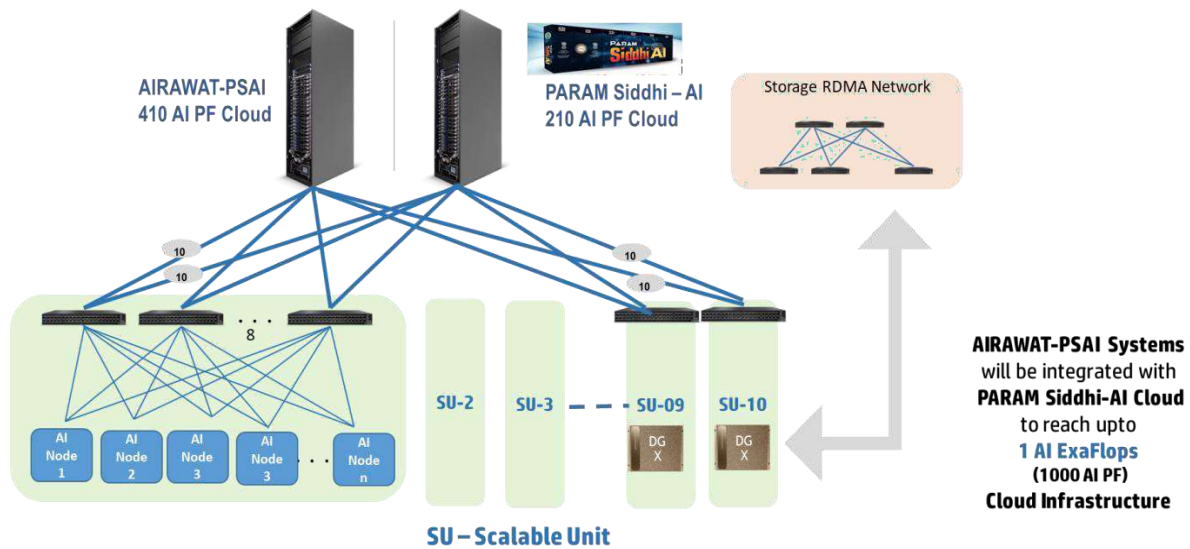 AIRAWAT-PSAI
410 AI PF Cloud
PARAM
Siddhi AI
PARAM Siddhi – AI
210 AI PF Cloud
Storage RDMA Network
10
10
10
10
. . .
8
AI
Node
1
AI
Node
2
AI
Node
3
AI
Node
3
. . .
AI
Node
n
SU-2
SU-3
SU-09
SU-10
DG
X
DG
X
SU – Scalable Unit
AIRAWAT-PSAI Systems
will be integrated with
PARAM Siddhi-AI Cloud
to reach upto
1 AI ExaFlops
(1000 AI PF)
Cloud Infrastructure